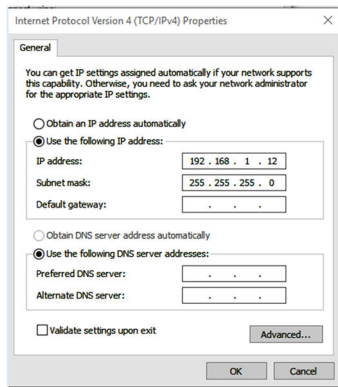 Internet Protocol Version 4 (TCP/IPv4) Properties
General
You can get IP settings assigned automatically if your network supports
this capability. Otherwise, you need to ask your network administrator
for the appropriate IP settings.
Obtain an IP address automatically
Use the following IP address:
IP address: 192 . 168 . 1 . 12
Subnet mask: 255 . 255 . 255 . 0
Default gateway: . . .
Obtain DNS server address automatically
Use the following DNS server addresses:
Preferred DNS server: . . .
Alternate DNS server: . . .
Validate settings upon exit
Advanced...
OK Cancel